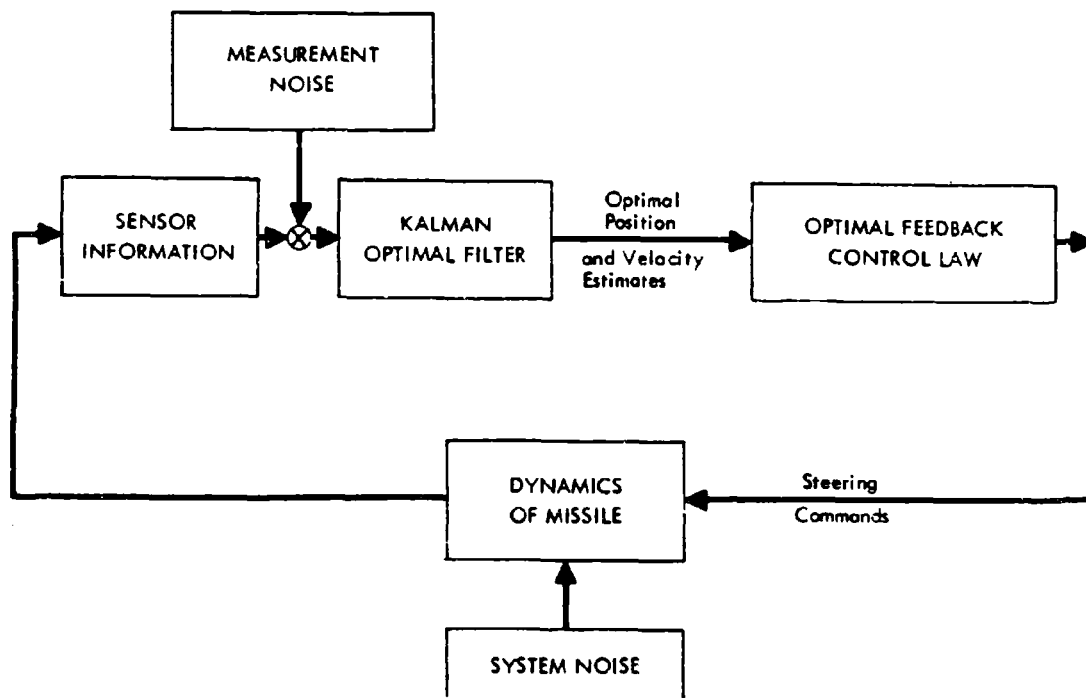 MEASUREMENT
NOISE
SENSOR
INFORMATION
KALMAN
OPTIMAL FILTER
Optimal
Position
and Velocity
Estimates
OPTIMAL FEEDBACK
CONTROL LAW
DYNAMICS
OF MISSILE
Steering
Commands
SYSTEM NOISE